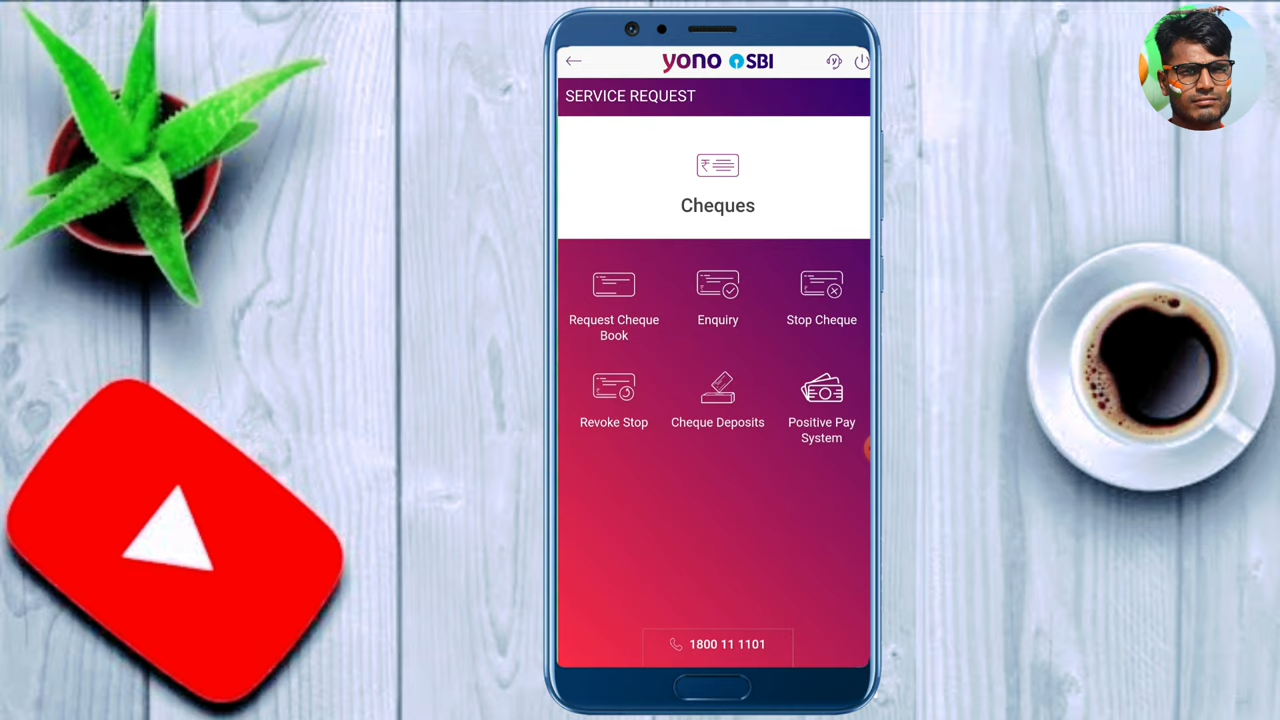 yono SBI
SERVICE REQUEST
Cheques
Request Cheque
Book
Enquiry
Stop Cheque
Revoke Stop
Cheque Deposits
Positive Pay
System
1800 11 1101